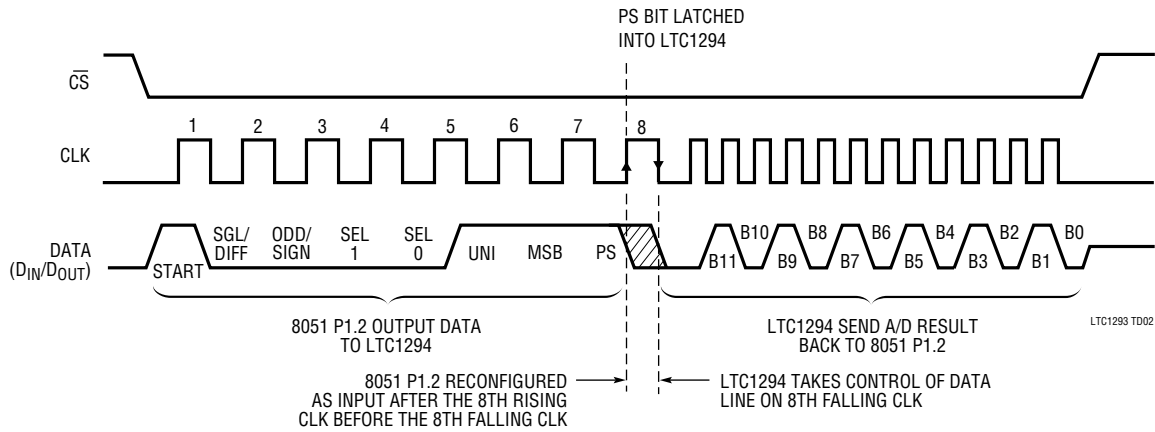 PS BIT LATCHED
INTO LTC1294
CS
1 2 3 4 5 6 7 8
CLK
SGL/
DIFF
ODD/
SIGN
SEL
1
SEL
0
B10 B8 B6 B4 B2 B0
DATA
(DIN/DOUT)
START
UNI MSB PS
B11 B9 B7 B5 B3 B1
8051 P1.2 OUTPUT DATA
TO LTC1294
LTC1294 SEND A/D RESULT
BACK TO 8051 P1.2
LTC1293 TD02
8051 P1.2 RECONFIGURED
AS INPUT AFTER THE 8TH RISING
CLK BEFORE THE 8TH FALLING CLK
LTC1294 TAKES CONTROL OF DATA
LINE ON 8TH FALLING CLK